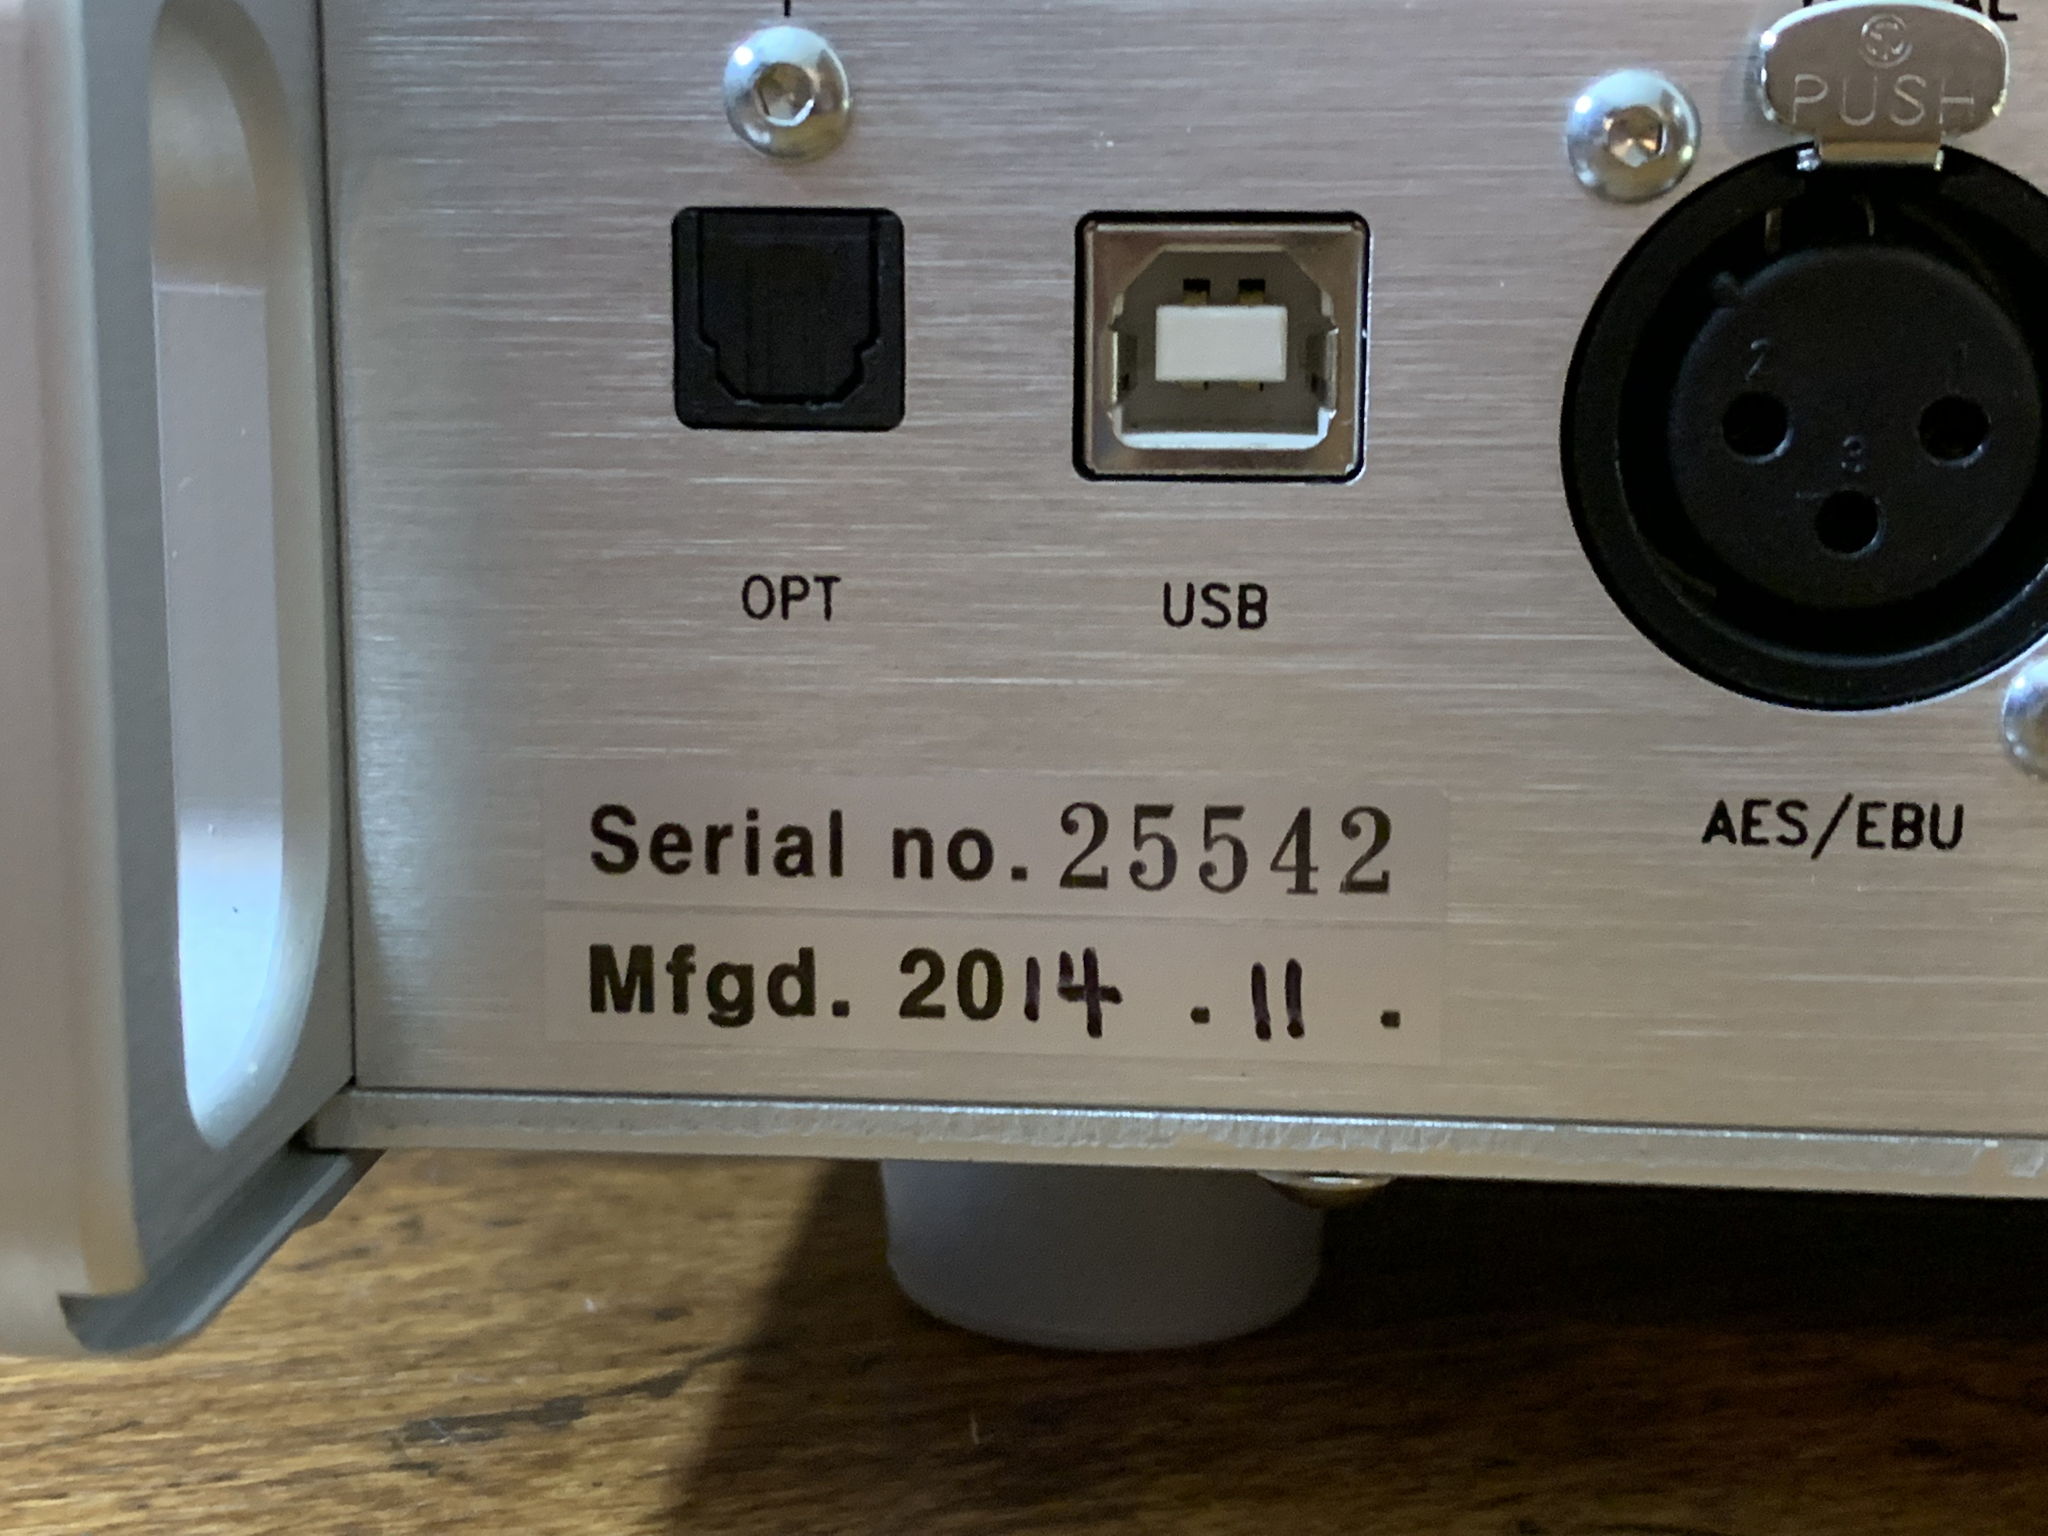 PUSH
2 1
3
OPT
USB
AES/EBU
Serial no. 25542
Mfgd. 2014 . 11 .